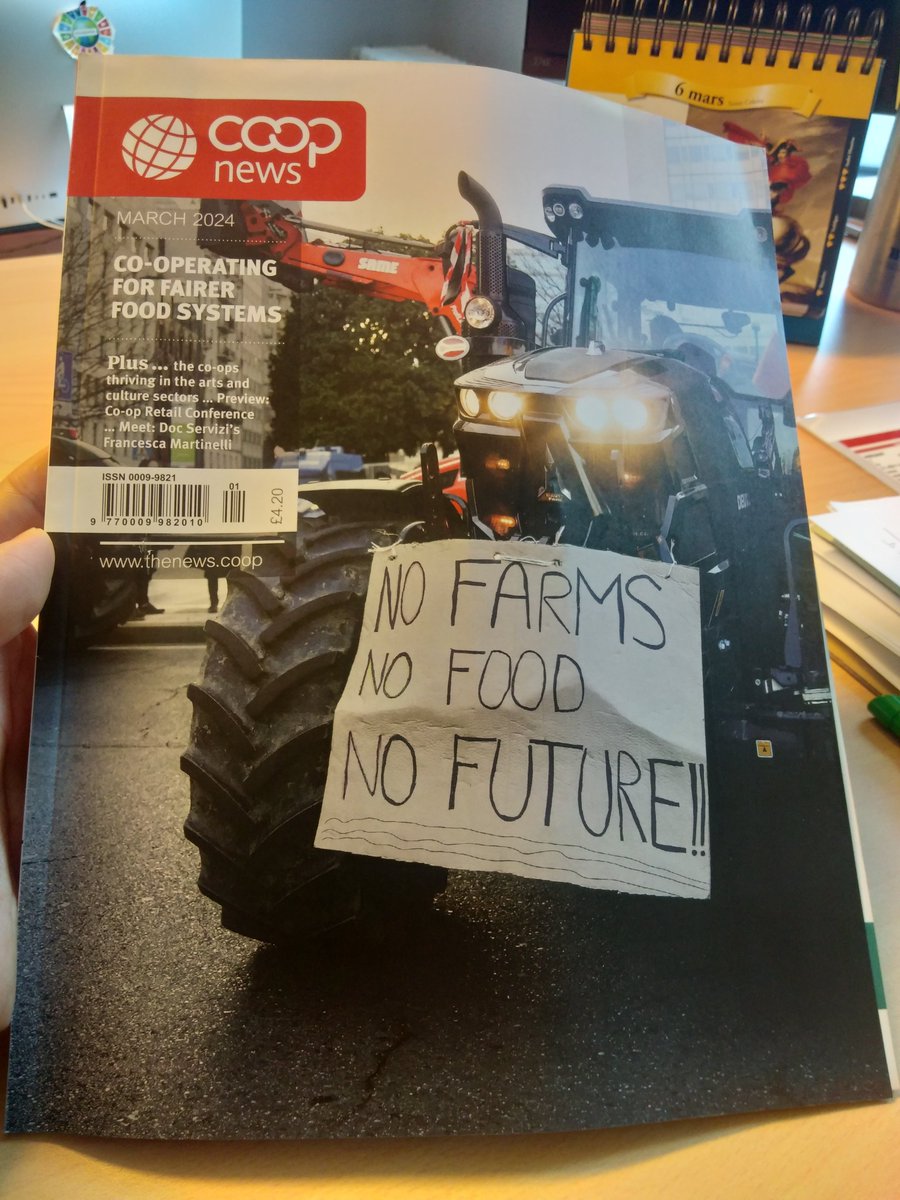 6 mars
coop
news
MARCH 2024
CO-OPERATING
FOR FAIRER
FOOD SYSTEMS
Plus ... the co-ops
thriving in the arts and
culture sectors ... Preview:
Co-op Retail Conference
... Meet: Doc Servizi's
Francesca Martinelli
ISSN 0009-9821
01
9 770009 982010
£4.20
www.thenews.coop
SAME
NO FARMS
NO FOOD
NO FUTURE!!